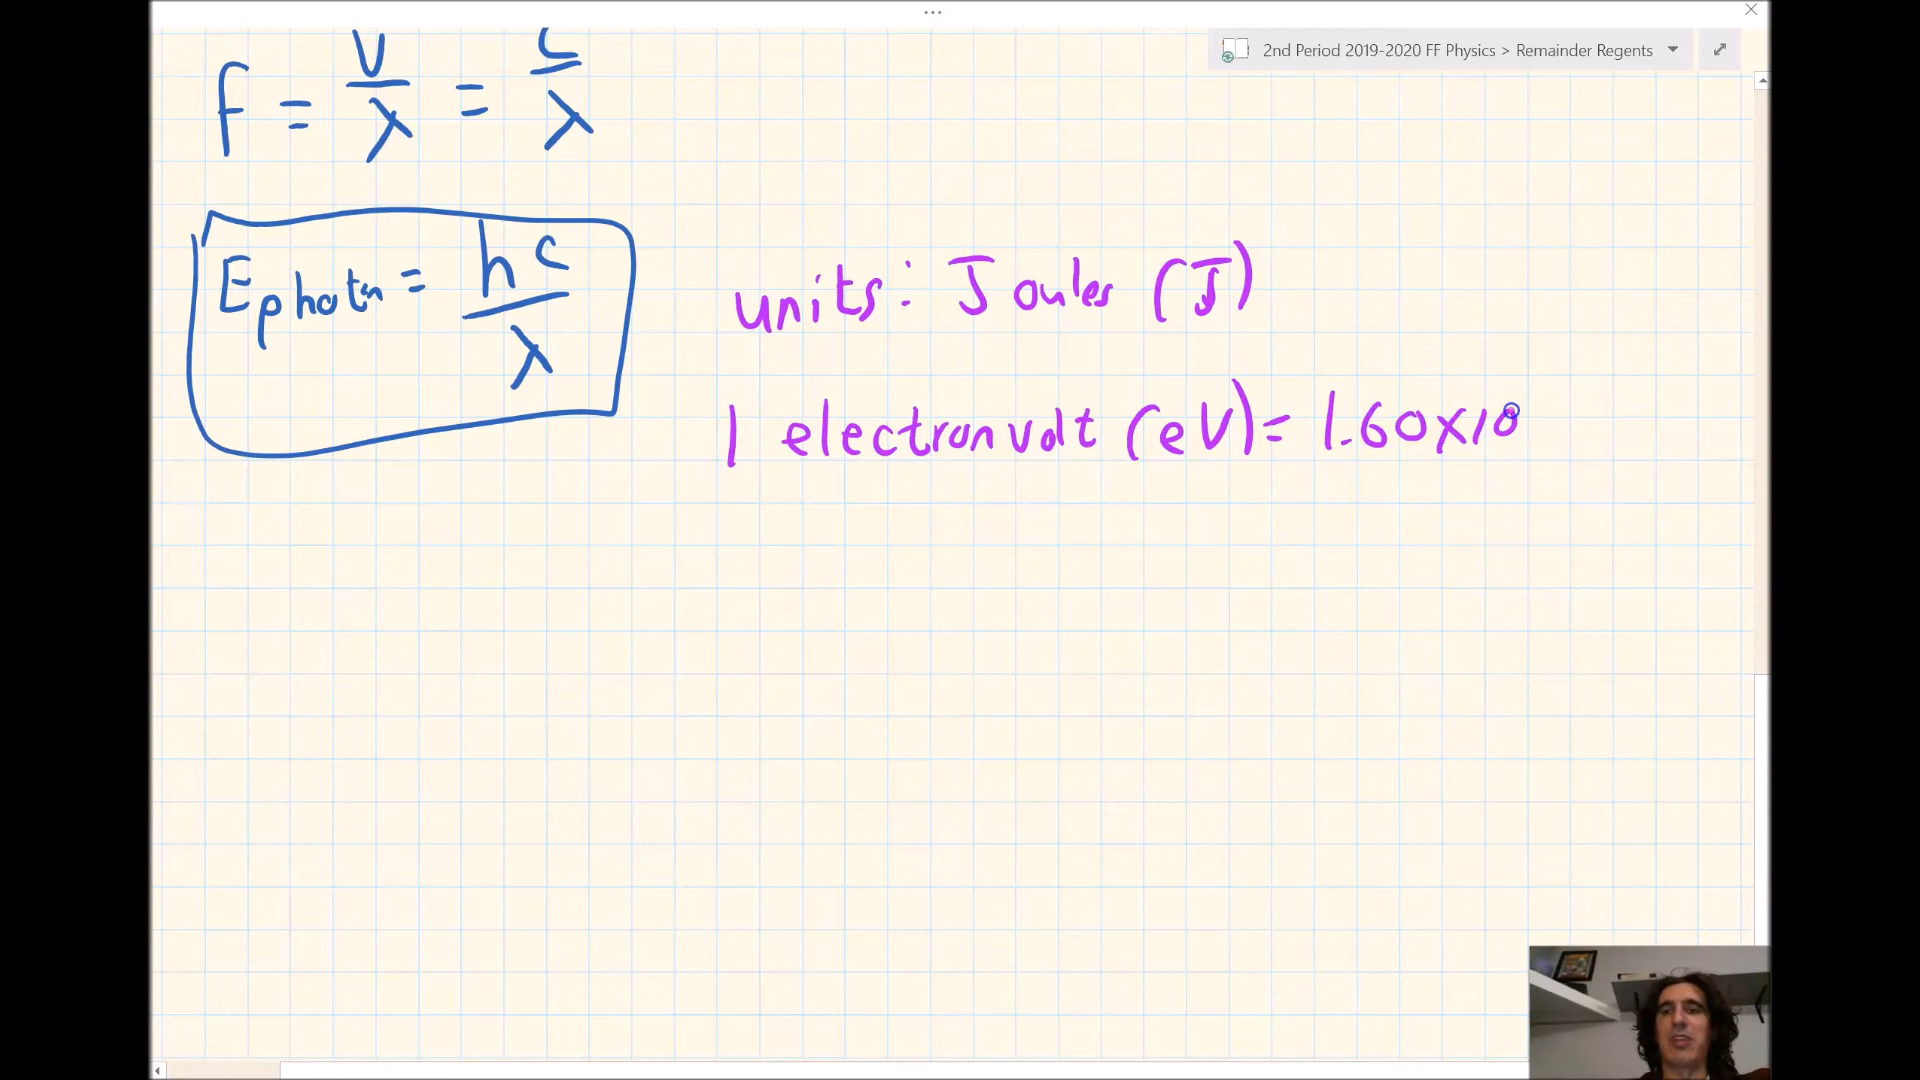 2nd Period 2019-2020 FF Physics > Remainder Regents
f = v/λ = c/λ
Ephoton = hc/λ
units: Joules (J)
1 electronvolt (eV) = 1.60x10